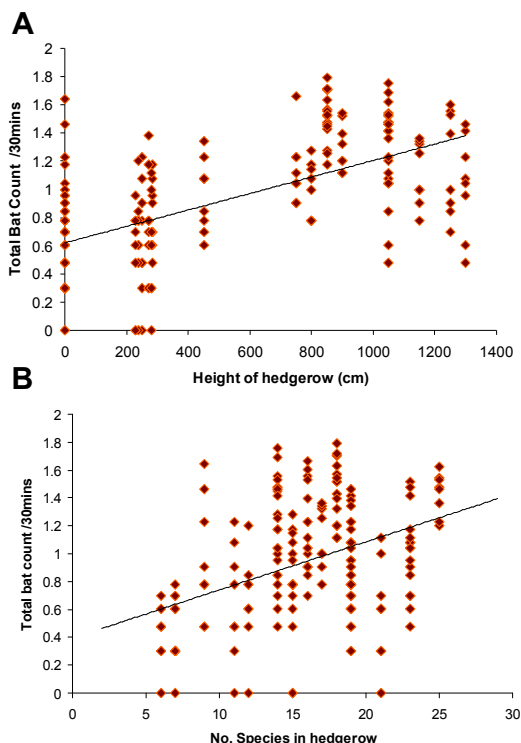 A
Total Bat Count /30mins
2
1.8
1.6
1.4
1.2
1
0.8
0.6
0.4
0.2
0
0 200 400 600 800 1000 1200 1400
Height of hedgerow (cm)
B
Total bat count /30mins
2
1.8
1.6
1.4
1.2
1
0.8
0.6
0.4
0.2
0
0 5 10 15 20 25 30
No. Species in hedgerow